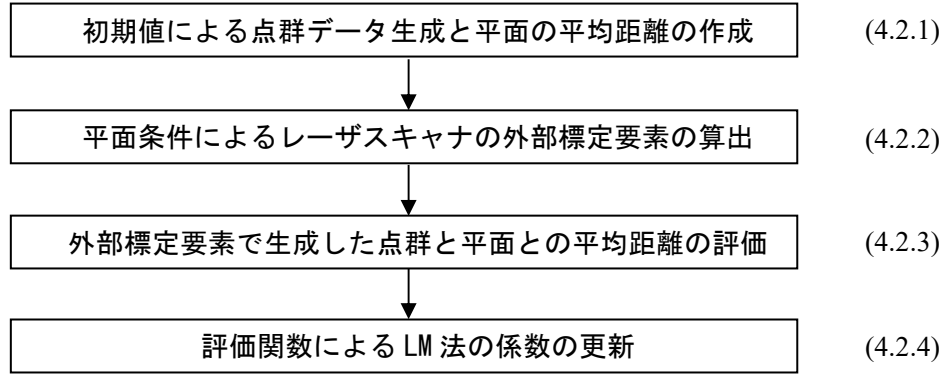 初期値による点群データ生成と平面の平均距離の作成 (4.2.1)
平面条件によるレーザスキャナの外部標定要素の算出 (4.2.2)
外部標定要素で生成した点群と平面との平均距離の評価 (4.2.3)
評価関数による LM 法の係数の更新 (4.2.4)